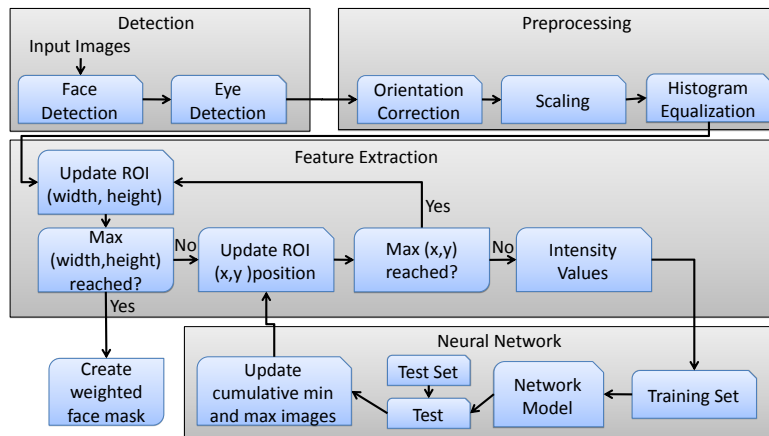 Detection
Input Images
Face
Detection
Eye
Detection
Preprocessing
Orientation
Correction
Scaling
Histogram
Equalization
Feature Extraction
Update ROI
(width, height)
Yes
Max
(width,height)
reached?
No
Update ROI
(x,y )position
Max (x,y)
reached?
No
Intensity
Values
Yes
Create
weighted
face mask
Neural Network
Update
cumulative min
and max images
Test Set
Test
Network
Model
Training Set